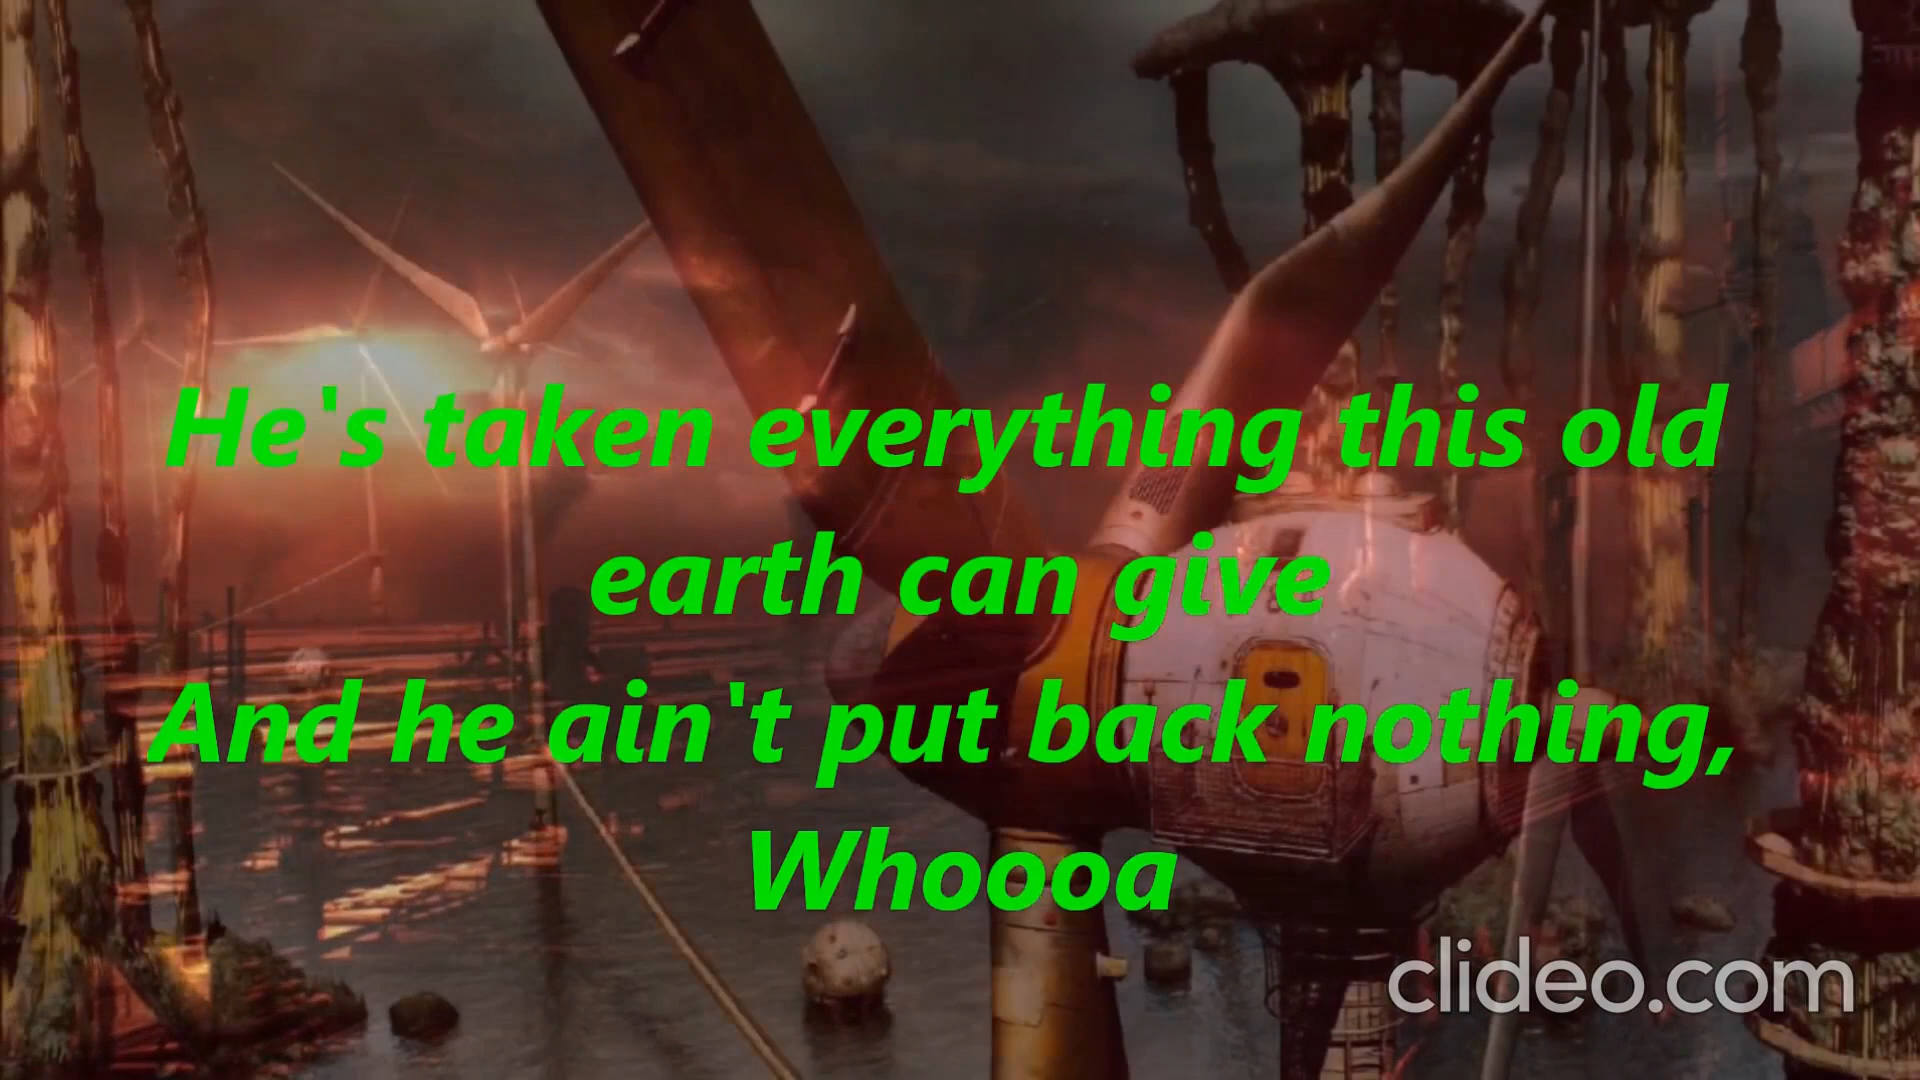 He's taken everything this old
earth can give
And he ain't put back nothing,
Whoooa
clideo.com